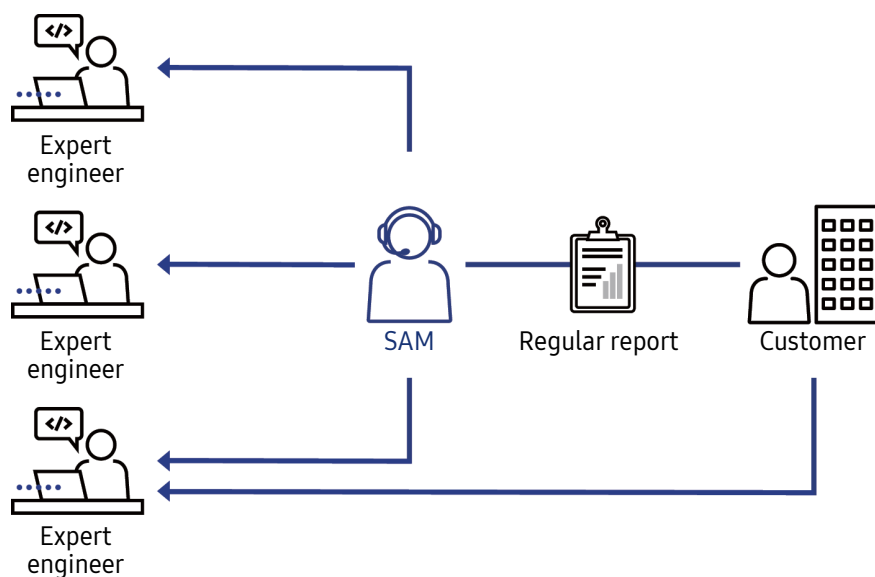 </>
Expert
engineer
</>
Expert
engineer
SAM
Regular report
Customer
</>
Expert
engineer